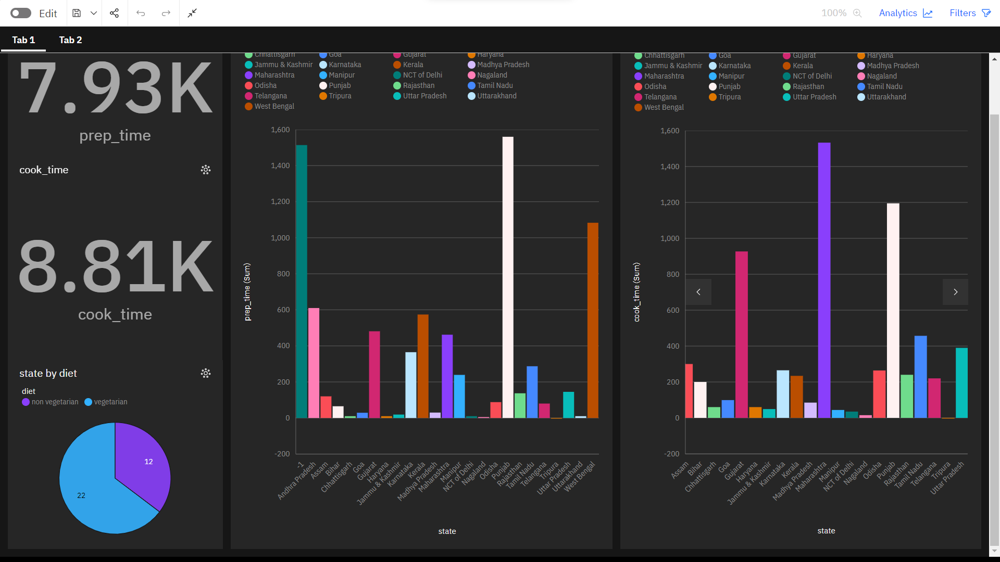 Edit
100%
Analytics
Filters
Tab 1
Tab 2
7.93K
prep_time
cook_time
8.81K
cook_time
state by diet
diet
non vegetarian vegetarian
12
22
Chhattisgarh Goa Gujarat Haryana
Jammu & Kashmir Karnataka Kerala Madhya Pradesh
Maharashtra Manipur NCT of Delhi Nagaland
Odisha Punjab Rajasthan Tamil Nadu
Telangana Tripura Uttar Pradesh Uttarakhand
West Bengal
prep_time (Sum)
1,600
1,400
1,200
1,000
800
600
400
200
0
-200
-1
Andhra Pradesh
Assam
Bihar
Chhattisgarh
Goa
Gujarat
Haryana
Jammu & Kashmir
Karnataka
Kerala
Madhya Pradesh
Maharashtra
Manipur
NCT of Delhi
Nagaland
Odisha
Punjab
Rajasthan
Tamil Nadu
Telangana
Tripura
Uttar Pradesh
Uttarakhand
West Bengal
state
Chhattisgarh Goa Gujarat Haryana
Jammu & Kashmir Karnataka Kerala Madhya Pradesh
Maharashtra Manipur NCT of Delhi Nagaland
Odisha Punjab Rajasthan Tamil Nadu
Telangana Tripura Uttar Pradesh Uttarakhand
West Bengal
cook_time (Sum)
1,600
1,400
1,200
1,000
800
600
400
200
0
-200
Assam
Bihar
Chhattisgarh
Goa
Gujarat
Haryana
Jammu & Kashmir
Karnataka
Kerala
Madhya Pradesh
Maharashtra
Manipur
NCT of Delhi
Nagaland
Odisha
Punjab
Rajasthan
Tamil Nadu
Telangana
Tripura
Uttar Pradesh
state